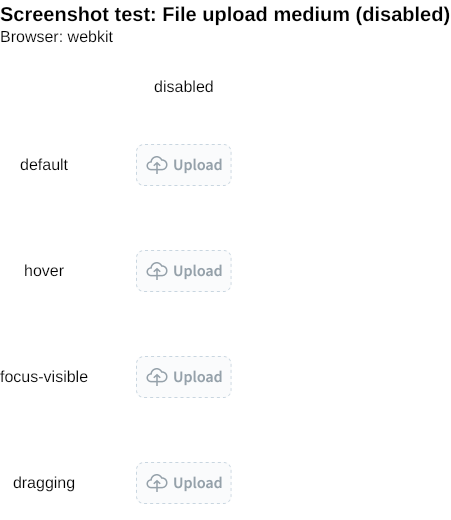 Screenshot test: File upload medium (disabled)
Browser: webkit
disabled
default Upload
hover Upload
focus-visible Upload
dragging Upload